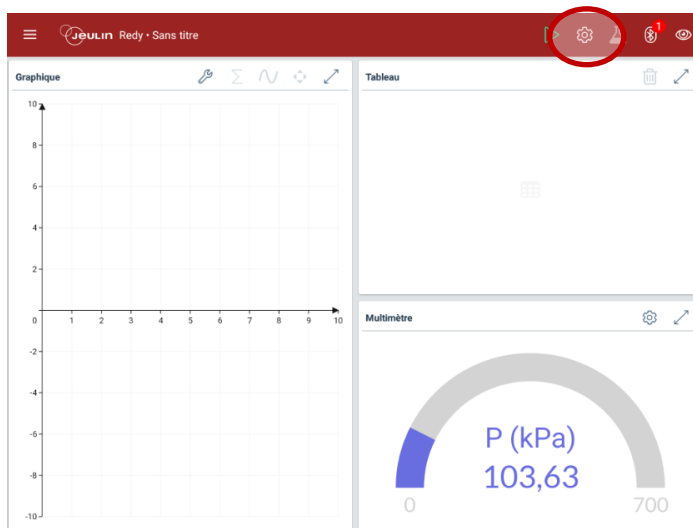 Jeulin Redy • Sans titre
1
Graphique
10
8
6
4
2
0 1 2 3 4 5 6 7 8 9 10
-2
-4
-6
-8
-10
Tableau
Multimètre
P (kPa)
103,63
0 700